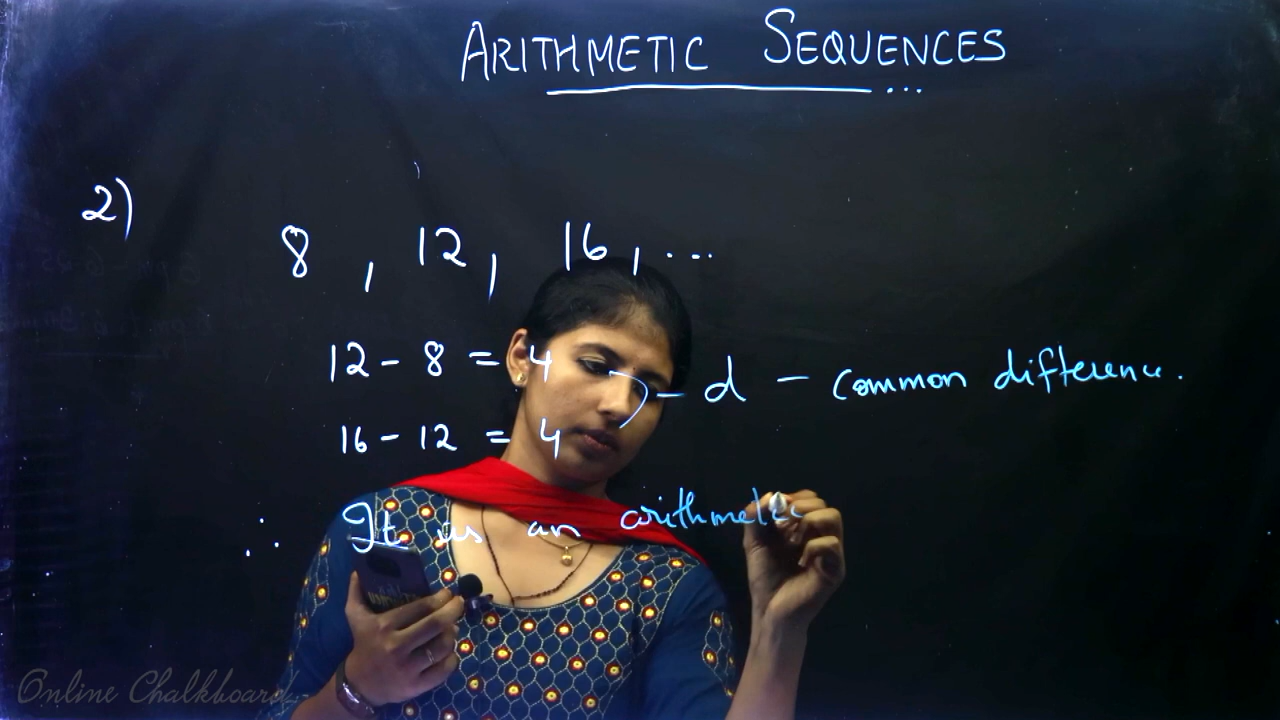 ARITHMETIC SEQUENCES ...
2)
8 , 12 , 16 , ...
12 - 8 = 4
d - common difference.
16 - 12 = 4
∴ It is an arithmetic
Online Chalkboard